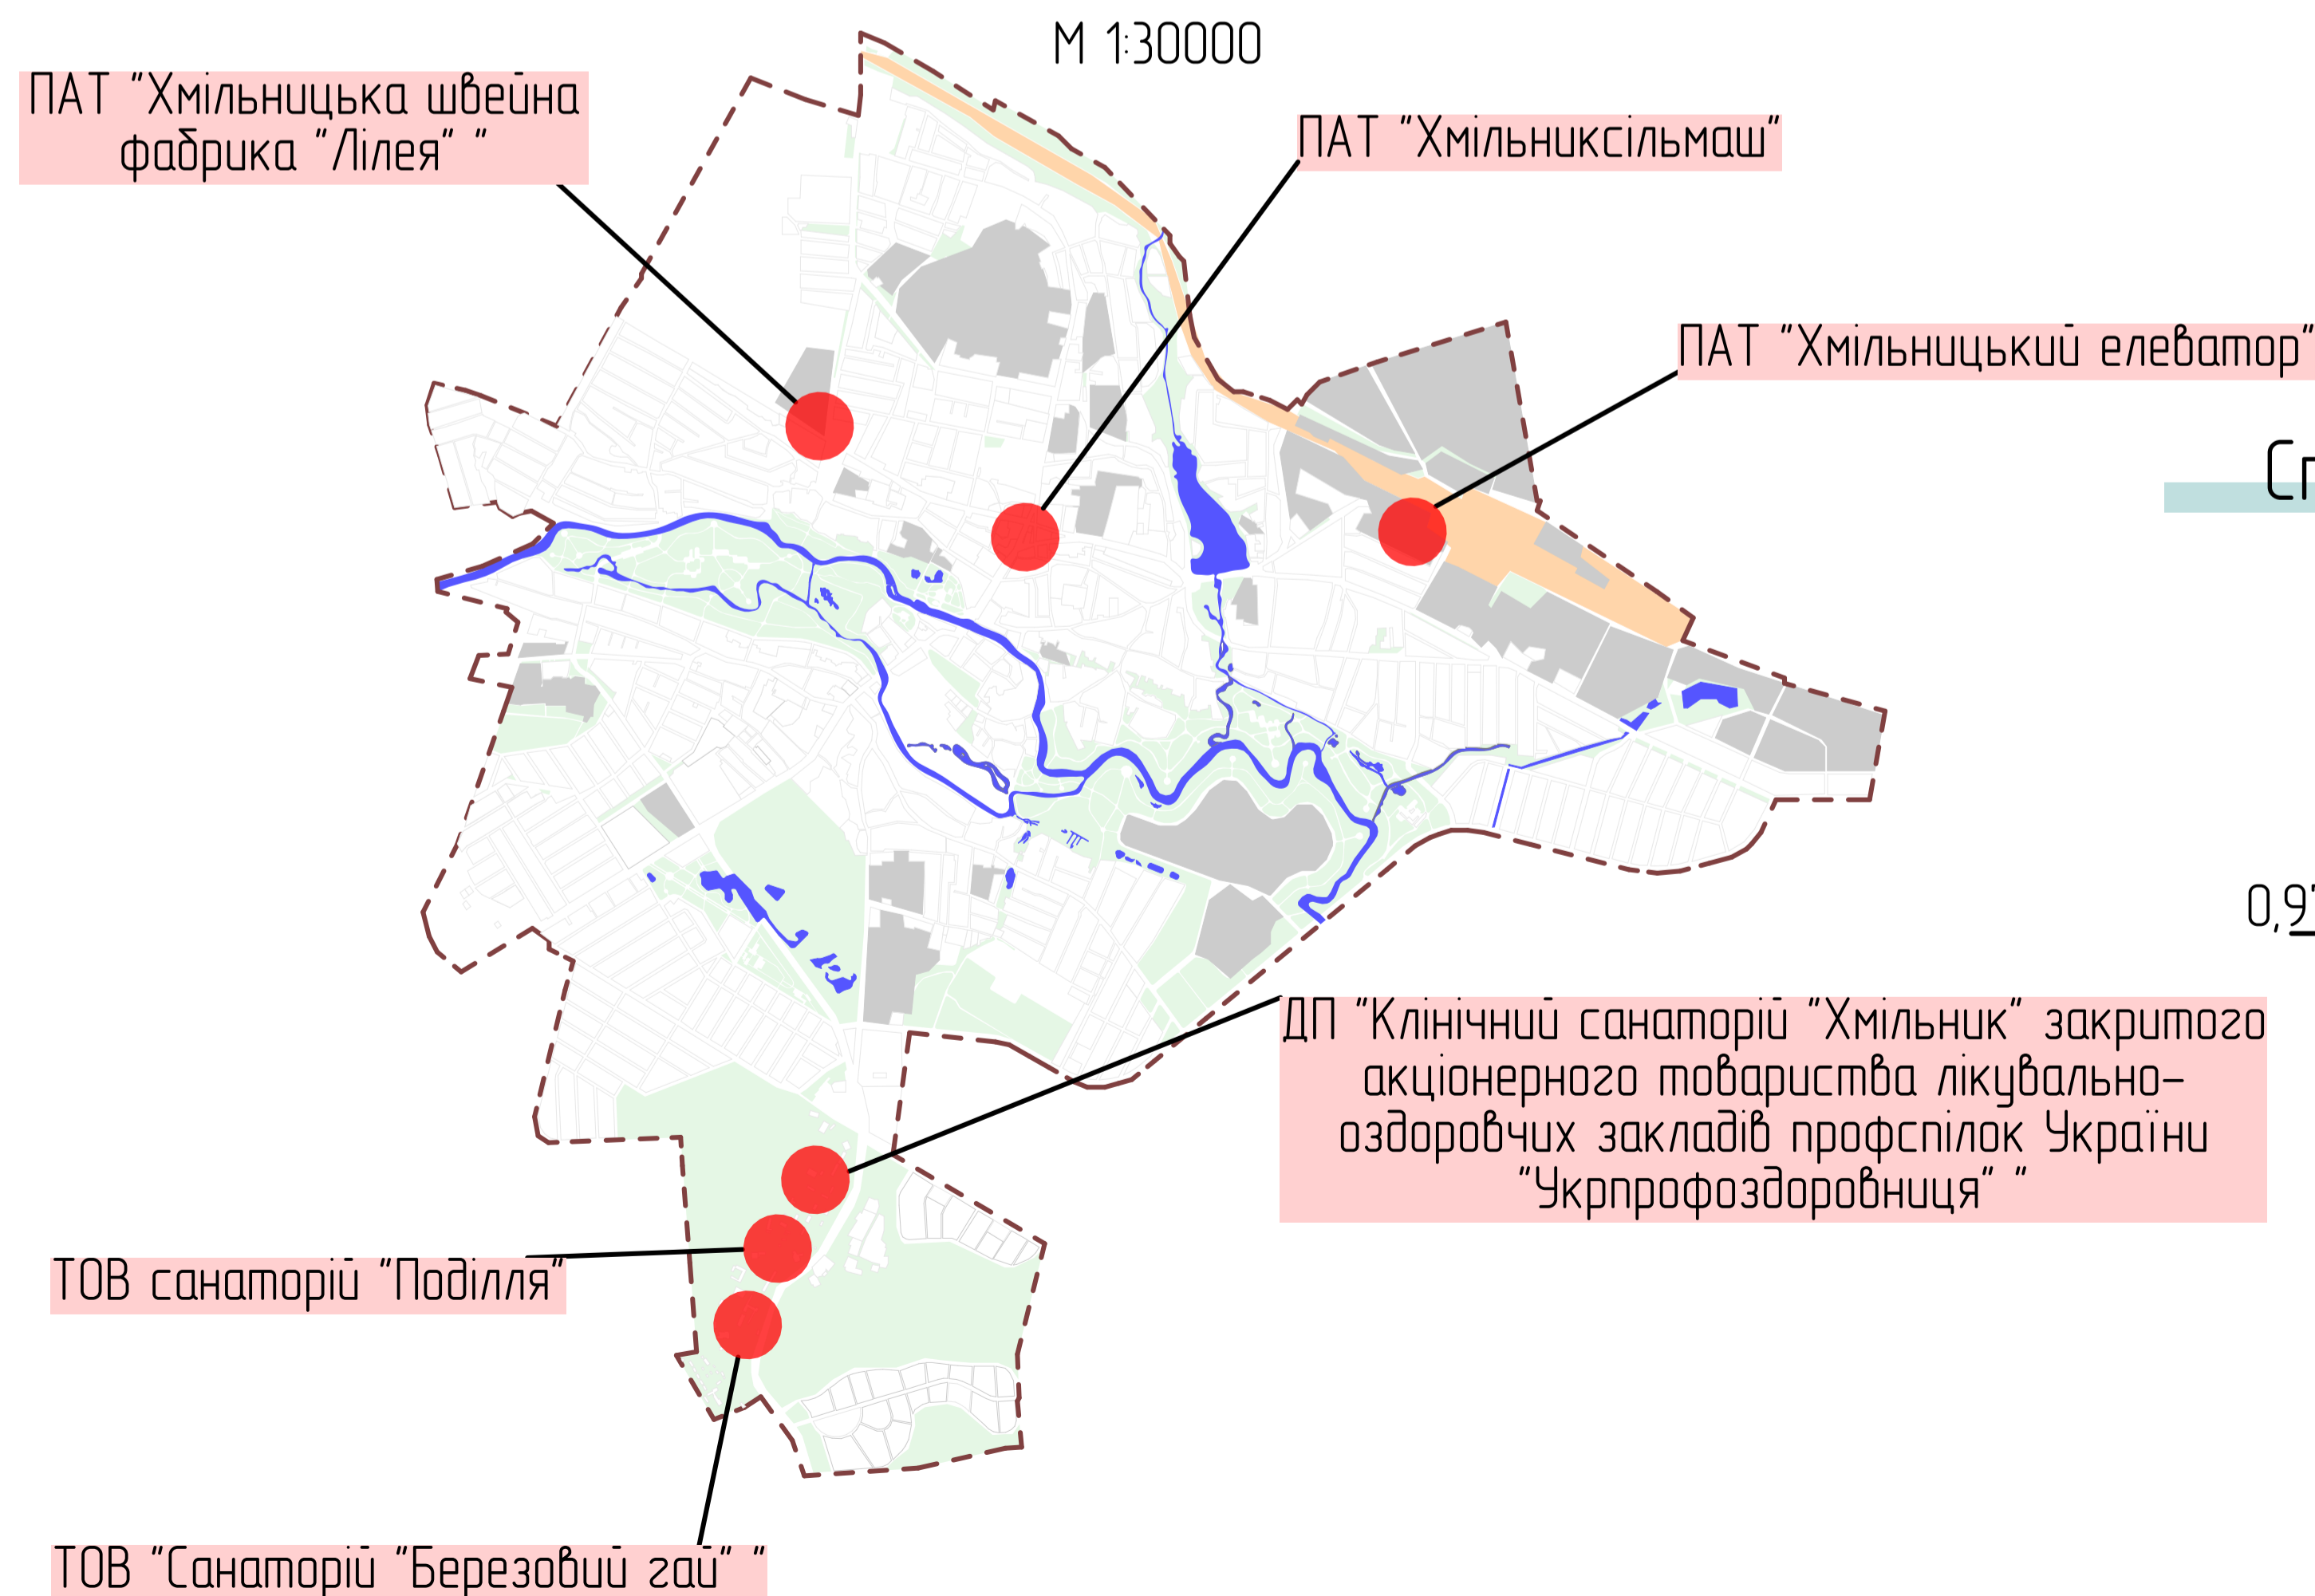 М 1:30000
ПАТ "Хмільницька швейна
фабрика "Лілея" "
ПАТ "Хмільниксільмаш"
ПАТ "Хмільницький елеватор"
ДП "Клінічний санаторій "Хмільник" закритого
акціонерного товариства лікувально-
оздоровчих закладів профспілок України
"Укрпрофоздоровниця" "
ТОВ санаторій "Поділля"
ТОВ "Санаторій "Березовий гай" "